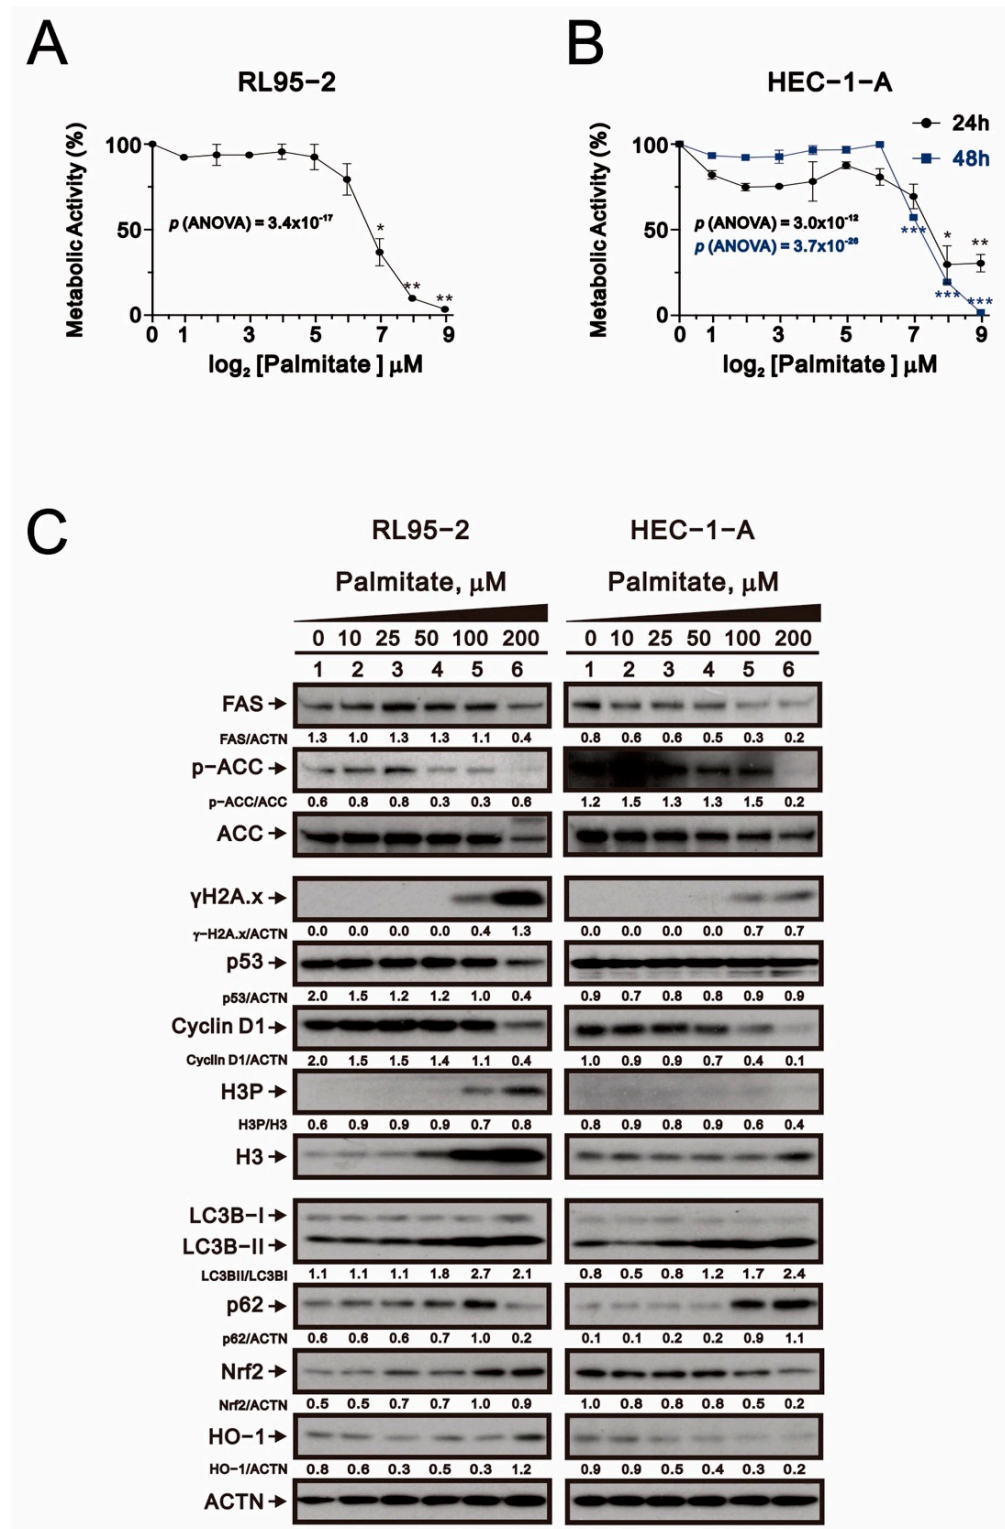 A
RL95-2
Metabolic Activity (%)
100
50
0
p (ANOVA) = 3.4x10⁻¹⁷
*
**
**
0 1 3 5 7 9
log₂ [Palmitate ] μM
B
HEC-1-A
24h
48h
Metabolic Activity (%)
100
50
0
p (ANOVA) = 3.0x10⁻¹²
p (ANOVA) = 3.7x10⁻²⁶
***
*
**
***
***
0 1 3 5 7 9
log₂ [Palmitate ] μM
C
RL95-2 HEC-1-A
Palmitate, μM Palmitate, μM
0 10 25 50 100 200 0 10 25 50 100 200
1 2 3 4 5 6 1 2 3 4 5 6
FAS
FAS/ACTN 1.3 1.0 1.3 1.3 1.1 0.4 0.8 0.6 0.6 0.5 0.3 0.2
p-ACC
p-ACC/ACC 0.6 0.8 0.8 0.3 0.3 0.6 1.2 1.5 1.3 1.3 1.5 0.2
ACC
γH2A.x
γ-H2A.x/ACTN 0.0 0.0 0.0 0.0 0.4 1.3 0.0 0.0 0.0 0.0 0.7 0.7
p53
p53/ACTN 2.0 1.5 1.2 1.2 1.0 0.4 0.9 0.7 0.8 0.8 0.9 0.9
Cyclin D1
Cyclin D1/ACTN 2.0 1.5 1.5 1.4 1.1 0.4 1.0 0.9 0.9 0.7 0.4 0.1
H3P
H3P/H3 0.6 0.9 0.9 0.9 0.7 0.8 0.8 0.9 0.8 0.9 0.6 0.4
H3
LC3B-I
LC3B-II
LC3BII/LC3BI 1.1 1.1 1.1 1.8 2.7 2.1 0.8 0.5 0.8 1.2 1.7 2.4
p62
p62/ACTN 0.6 0.6 0.6 0.7 1.0 0.2 0.1 0.1 0.2 0.2 0.9 1.1
Nrf2
Nrf2/ACTN 0.5 0.5 0.7 0.7 1.0 0.9 1.0 0.8 0.8 0.8 0.5 0.2
HO-1
HO-1/ACTN 0.8 0.6 0.3 0.5 0.3 1.2 0.9 0.9 0.5 0.4 0.3 0.2
ACTN